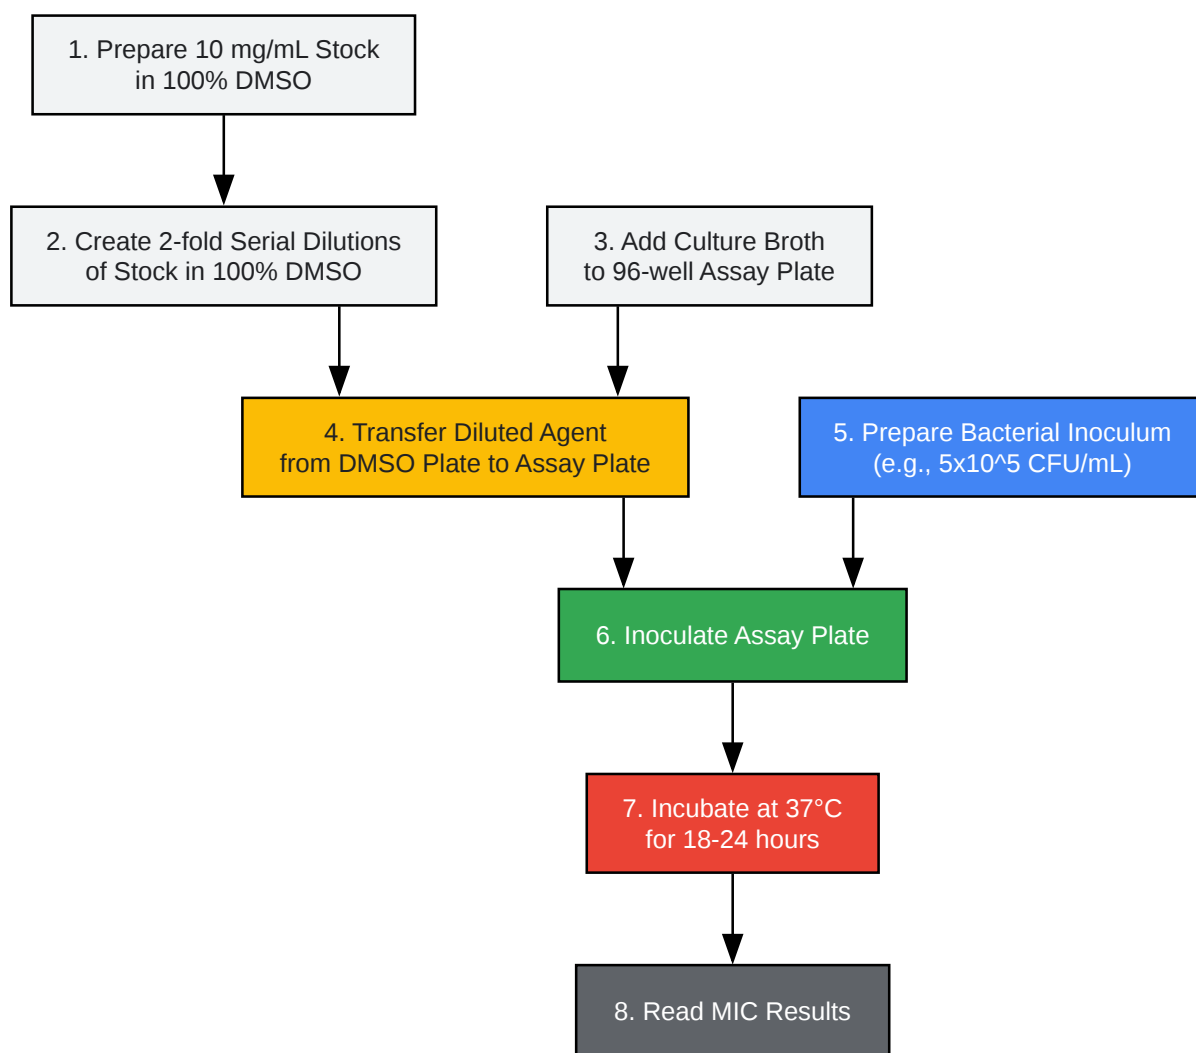 1. Prepare 10 mg/mL Stock
in 100% DMSO
2. Create 2-fold Serial Dilutions
of Stock in 100% DMSO
3. Add Culture Broth
to 96-well Assay Plate
4. Transfer Diluted Agent
from DMSO Plate to Assay Plate
5. Prepare Bacterial Inoculum
(e.g., 5x10^5 CFU/mL)
6. Inoculate Assay Plate
7. Incubate at 37°C
for 18-24 hours
8. Read MIC Results